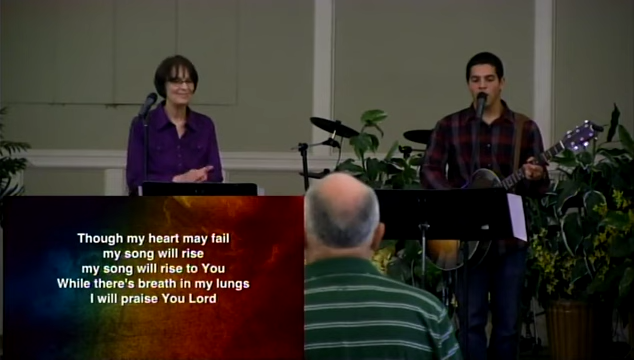 Though my heart may fail
my song will rise
my song will rise to You
While there's breath in my lungs
I will praise You Lord